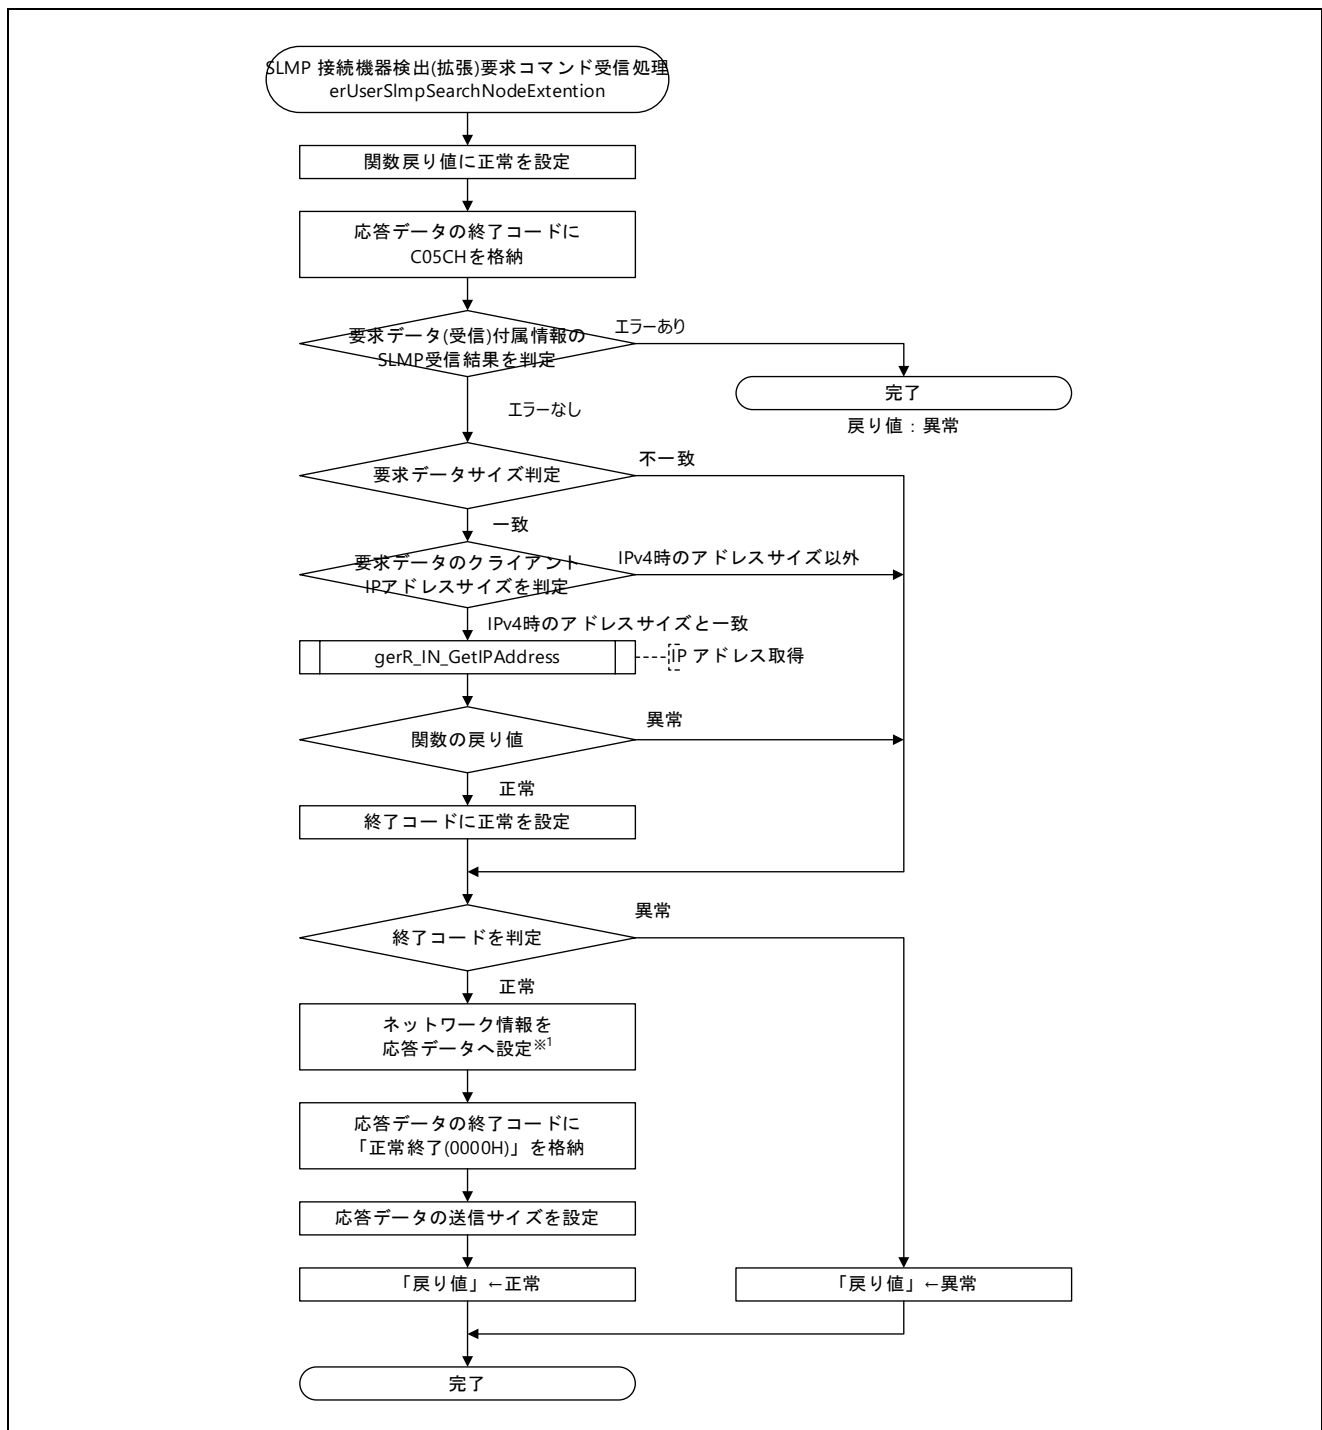 SLMP 接続機器検出(拡張)要求コマンド受信処理
erUserSlmpSearchNodeExtention
関数戻り値に正常を設定
応答データの終了コードに
C05CHを格納
要求データ(受信)付属情報の
SLMP受信結果を判定
エラーあり
完了
戻り値：異常
エラーなし
要求データサイズ判定
不一致
一致
要求データのクライアント
IPアドレスサイズを判定
IPv4時のアドレスサイズ以外
IPv4時のアドレスサイズと一致
gerR_IN_GetIPAddress
IP アドレス取得
関数の戻り値
異常
正常
終了コードに正常を設定
終了コードを判定
異常
正常
ネットワーク情報を
応答データへ設定※1
応答データの終了コードに
「正常終了(0000H)」を格納
応答データの送信サイズを設定
「戻り値」←正常
「戻り値」←異常
完了